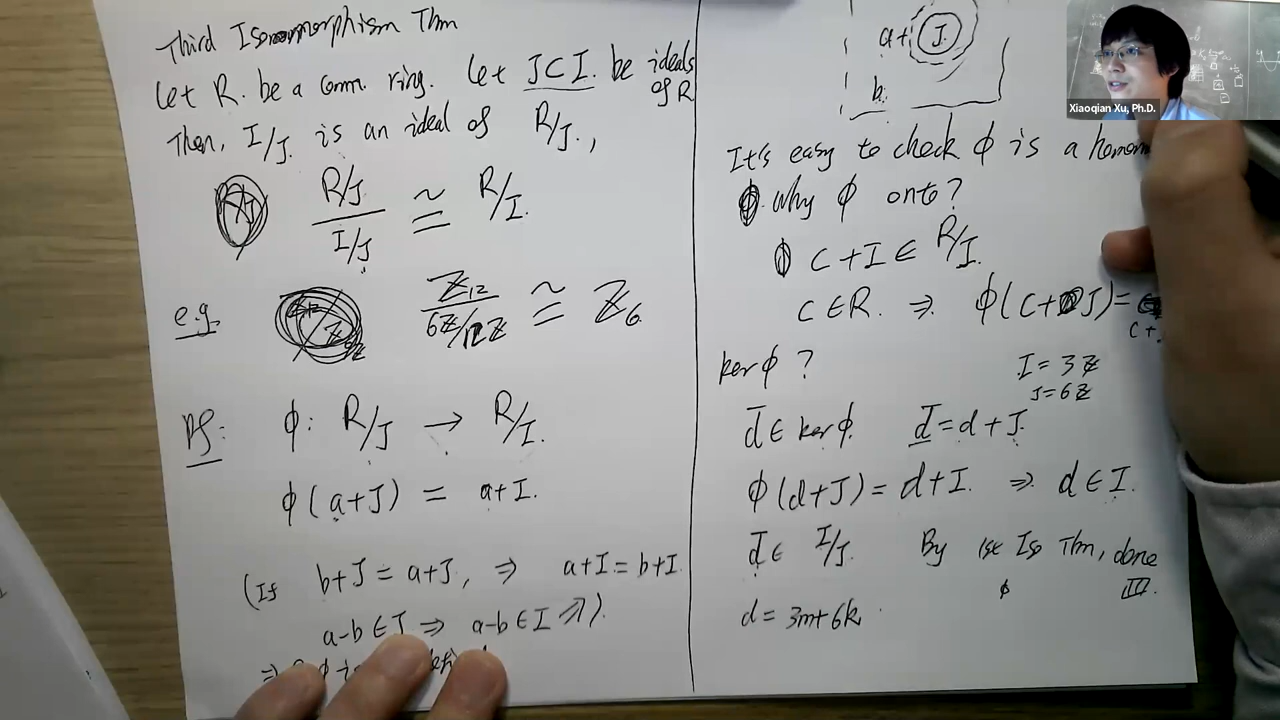 Third Isomorphism Thm
Let R be a comm. ring. Let J⊂I be ideals of R
Then, I/J is an ideal of R/J,
R/J / I/J ≅ R/I.
e.g. Z12 / 6Z/12Z ≅ Z6
Pf: φ: R/J → R/I.
φ(a+J) = a+I.
(If b+J = a+J, ⇒ a+I = b+I
a-b ∈ J ⇒ a-b ∈ I ↗).
⇒ φ is
a+ J
b
It's easy to check φ is a homom
why φ onto?
c+I ∈ R/I.
c∈R. ⇒ φ(c+J)=
c+
ker φ ?
I = 3Z
J = 6Z
d̄ ∈ ker φ. d̄ = d+J.
φ(d+J) = d+I. ⇒ d∈I.
d̄ ∈ I/J. By 1st Iso Thm, done
d = 3m+6k.
Xiaoqian Xu, Ph.D.